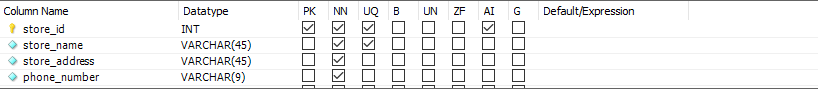 Column Name Datatype PK NN UQ B UN ZF AI G Default/Expression
store_id INT
store_name VARCHAR(45)
store_address VARCHAR(45)
phone_number VARCHAR(9)